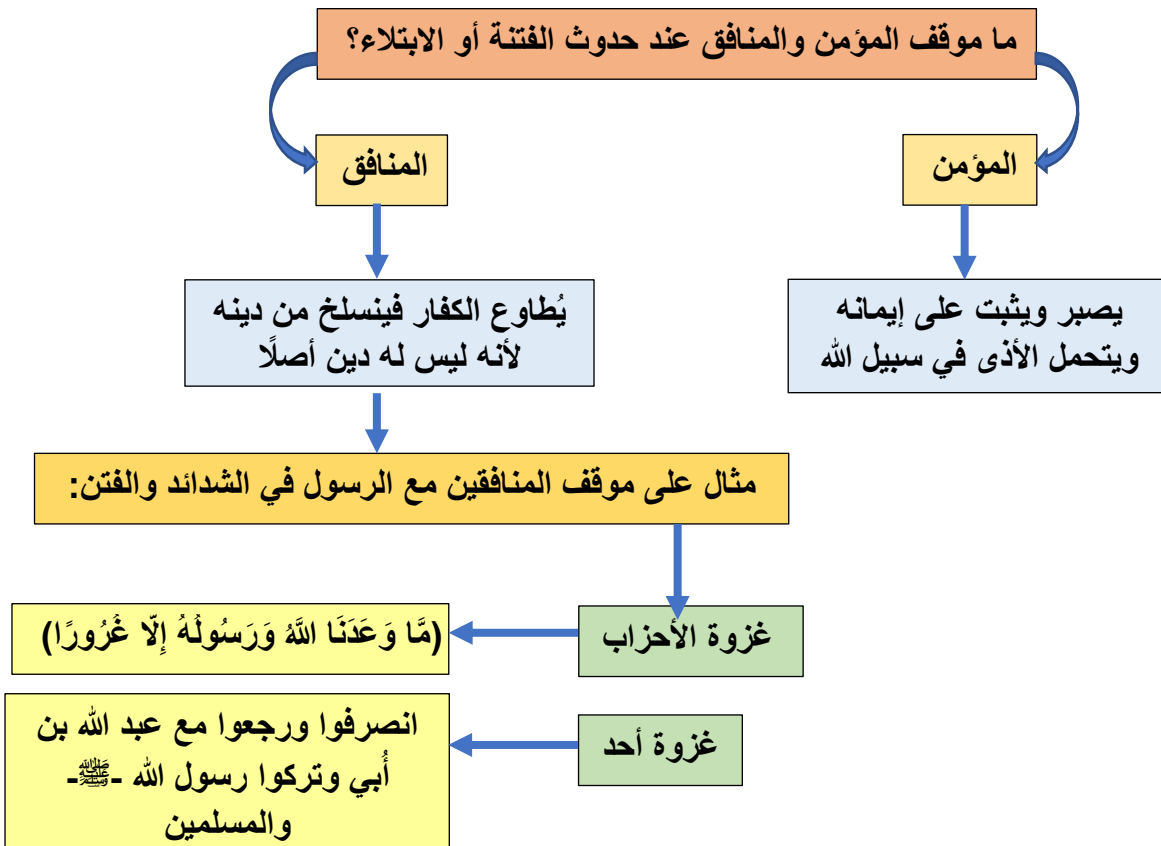 ما موقف المؤمن والمنافق عند حدوث الفتنة أو الابتلاء؟
المؤمن
المنافق
يصبر ويثبت على إيمانه
ويتحمل الأذى في سبيل الله
يُطاوع الكفار فينسلخ من دينه
لأنه ليس له دين أصلًا
مثال على موقف المنافقين مع الرسول في الشدائد والفتن:
غزوة الأحزاب
(مَّا وَعَدَنَا اللَّهُ وَرَسُولُهُ إِلَّا غُرُورًا)
غزوة أحد
انصرفوا ورجعوا مع عبد الله بن
أُبي وتركوا رسول الله -ﷺ-
والمسلمين